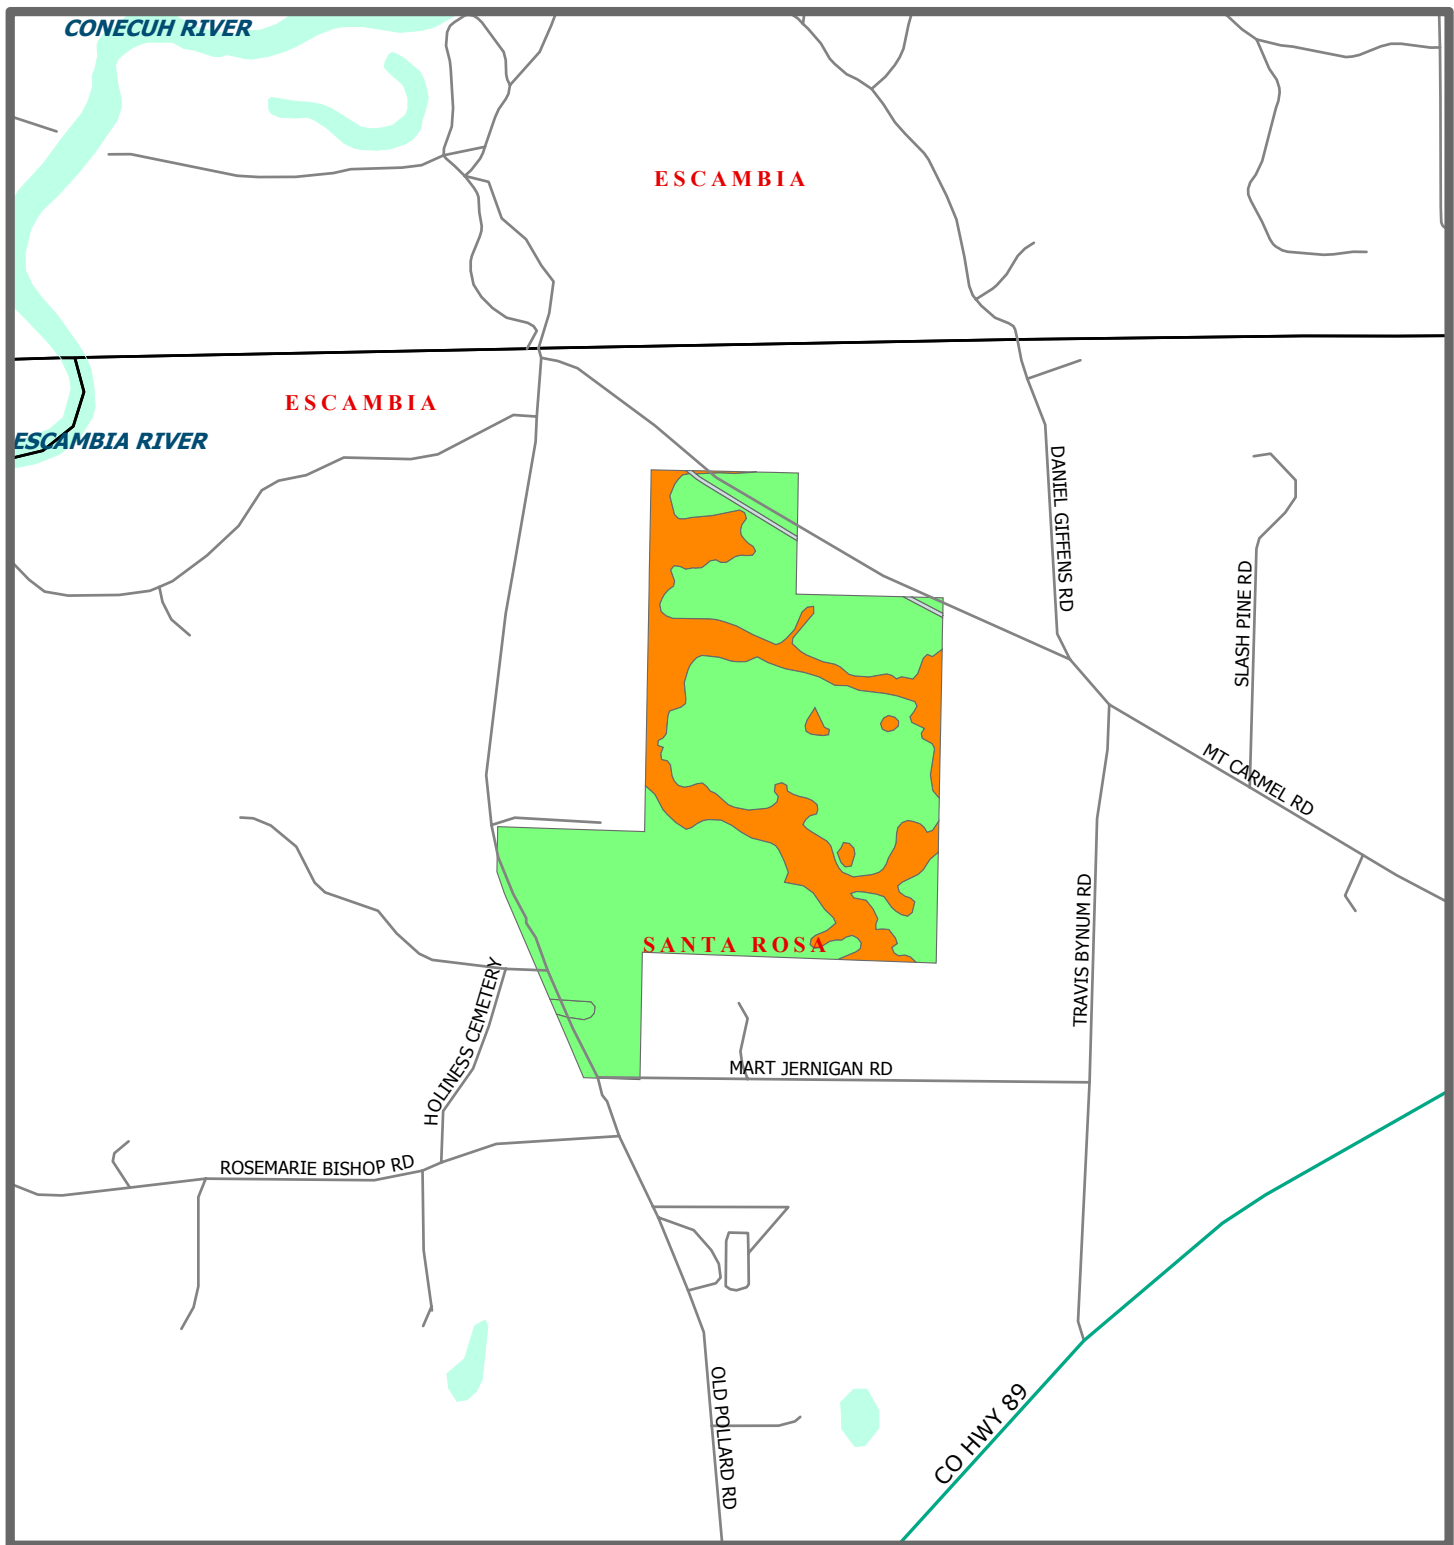 CONECUH RIVER
ESCAMBIA
ESCAMBIA
ESCAMBIA RIVER
DANIEL GIFFENS RD
SLASH PINE RD
MT CARMEL RD
TRAVIS BYNUM RD
SANTA ROSA
HOLINESS CEMETERY
MART JERNIGAN RD
ROSEMARIE BISHOP RD
OLD POLLARD RD
CO HWY 89